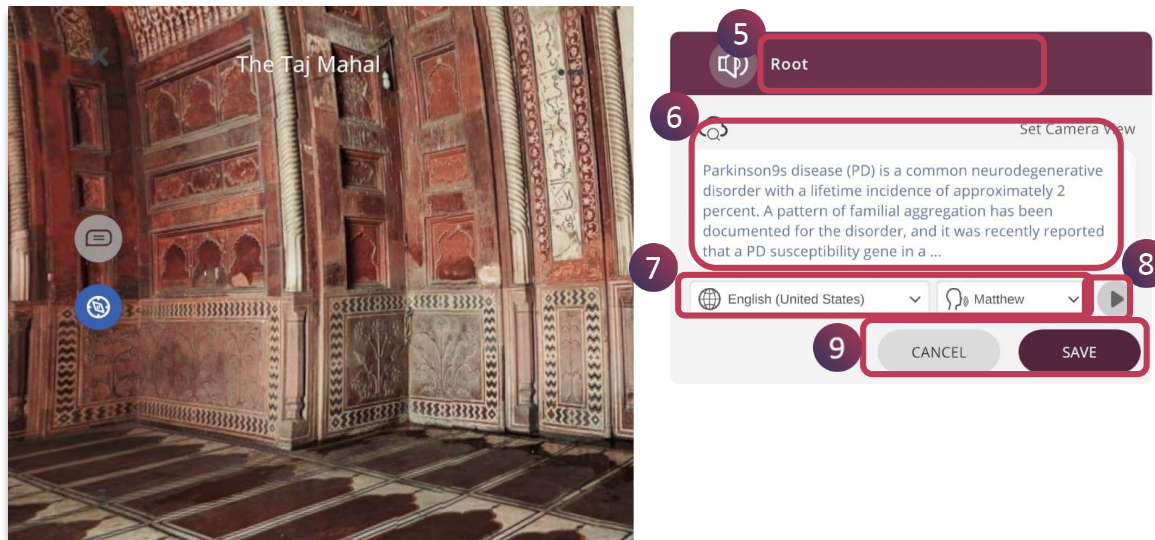 The Taj Mahal
5
Root
6
Set Camera View
Parkinson9s disease (PD) is a common neurodegenerative
disorder with a lifetime incidence of approximately 2
percent. A pattern of familial aggregation has been
documented for the disorder, and it was recently reported
that a PD susceptibility gene in a ...
7
English (United States)
Matthew
8
9
CANCEL
SAVE